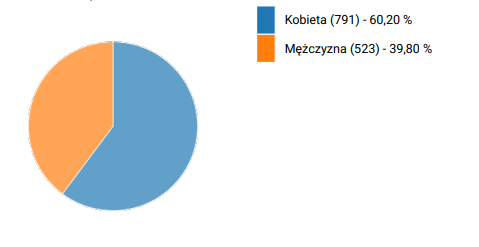 Kobieta (791) - 60,20 %
Mężczyzna (523) - 39,80 %